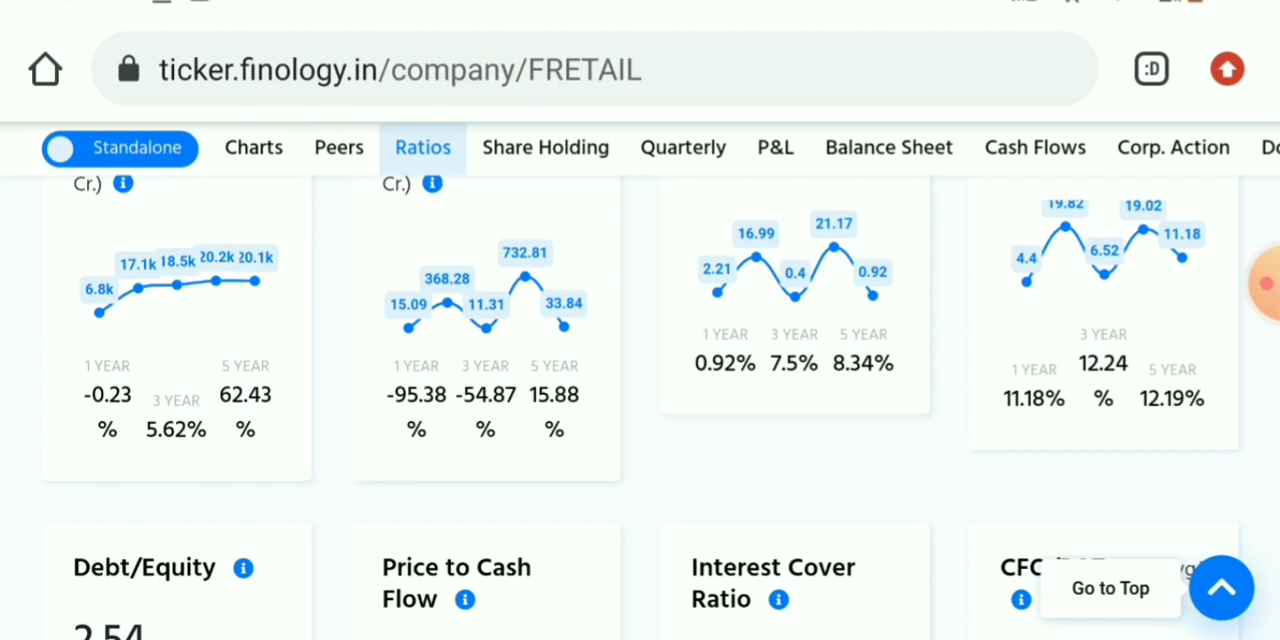 ticker.finology.in/company/FRETAIL
:D
Standalone Charts Peers Ratios Share Holding Quarterly P&L Balance Sheet Cash Flows Corp. Action
Cr.)
6.8k 17.1k 18.5k 20.2k 20.1k
1 YEAR 3 YEAR 5 YEAR
-0.23 % 5.62% 62.43 %
Cr.)
15.09 368.28 11.31 732.81 33.84
1 YEAR 3 YEAR 5 YEAR
-95.38 % -54.87 % 15.88 %
2.21 16.99 0.4 21.17 0.92
1 YEAR 3 YEAR 5 YEAR
0.92% 7.5% 8.34%
4.4 19.82 6.52 19.02 11.18
1 YEAR 3 YEAR 5 YEAR
11.18% 12.24 % 12.19%
Debt/Equity
2.54
Price to Cash
Flow
Interest Cover
Ratio
Go to Top